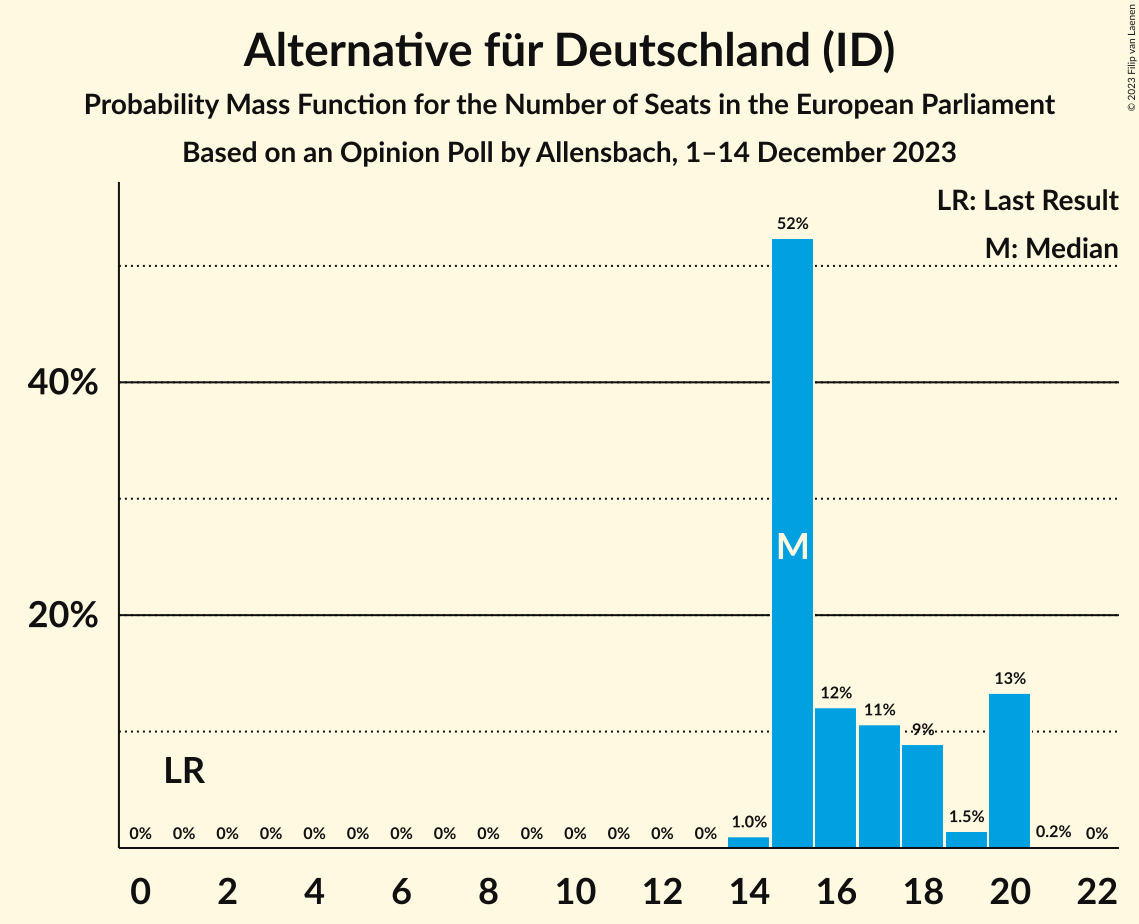 Alternative für Deutschland (ID)
Probability Mass Function for the Number of Seats in the European Parliament
Based on an Opinion Poll by Allensbach, 1–14 December 2023
© 2023 Filip van Laenen
LR: Last Result
M: Median
52%
40%
M
20%
13%
12%
11%
9%
LR
0% 0% 0% 0% 0% 0% 0% 0% 0% 0% 0% 0% 0% 0% 1.0% 1.5% 0.2% 0%
0 2 4 6 8 10 12 14 16 18 20 22